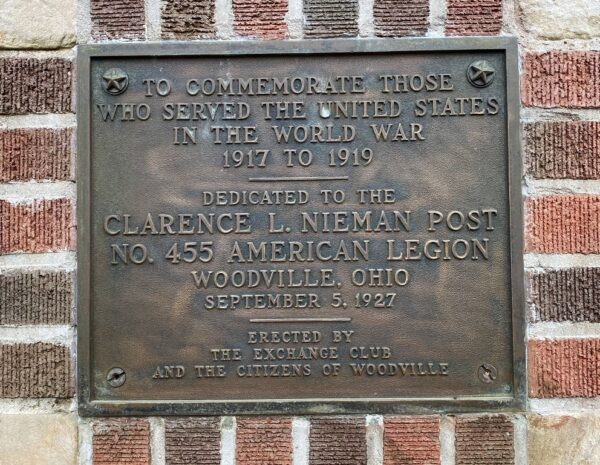 TO COMMEMORATE THOSE
WHO SERVED THE UNITED STATES
IN THE WORLD WAR
1917 TO 1919
DEDICATED TO THE
CLARENCE L. NIEMAN POST
NO. 455 AMERICAN LEGION
WOODVILLE, OHIO
SEPTEMBER 5, 1927
ERECTED BY
THE EXCHANGE CLUB
AND THE CITIZENS OF WOODVILLE